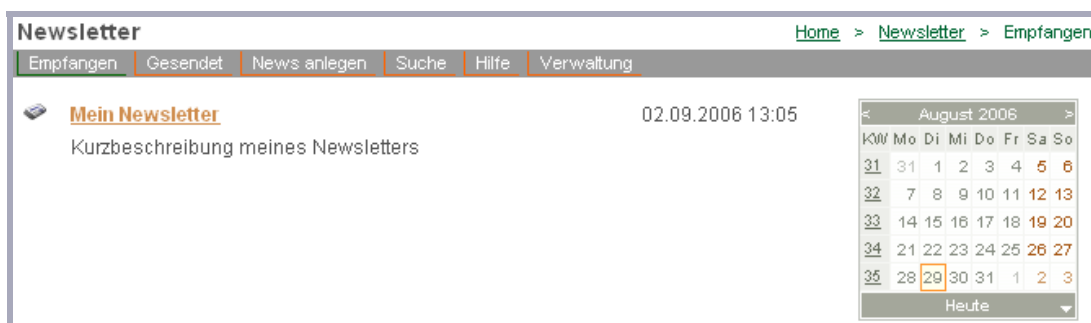 Newsletter
Home > Newsletter > Empfangen
Empfangen Gesendet News anlegen Suche Hilfe Verwaltung
Mein Newsletter 02.09.2006 13:05
Kurzbeschreibung meines Newsletters
< August 2006 >
KW Mo Di Mi Do Fr Sa So
31 31 1 2 3 4 5 6
32 7 8 9 10 11 12 13
33 14 15 16 17 18 19 20
34 21 22 23 24 25 26 27
35 28 29 30 31 1 2 3
Heute